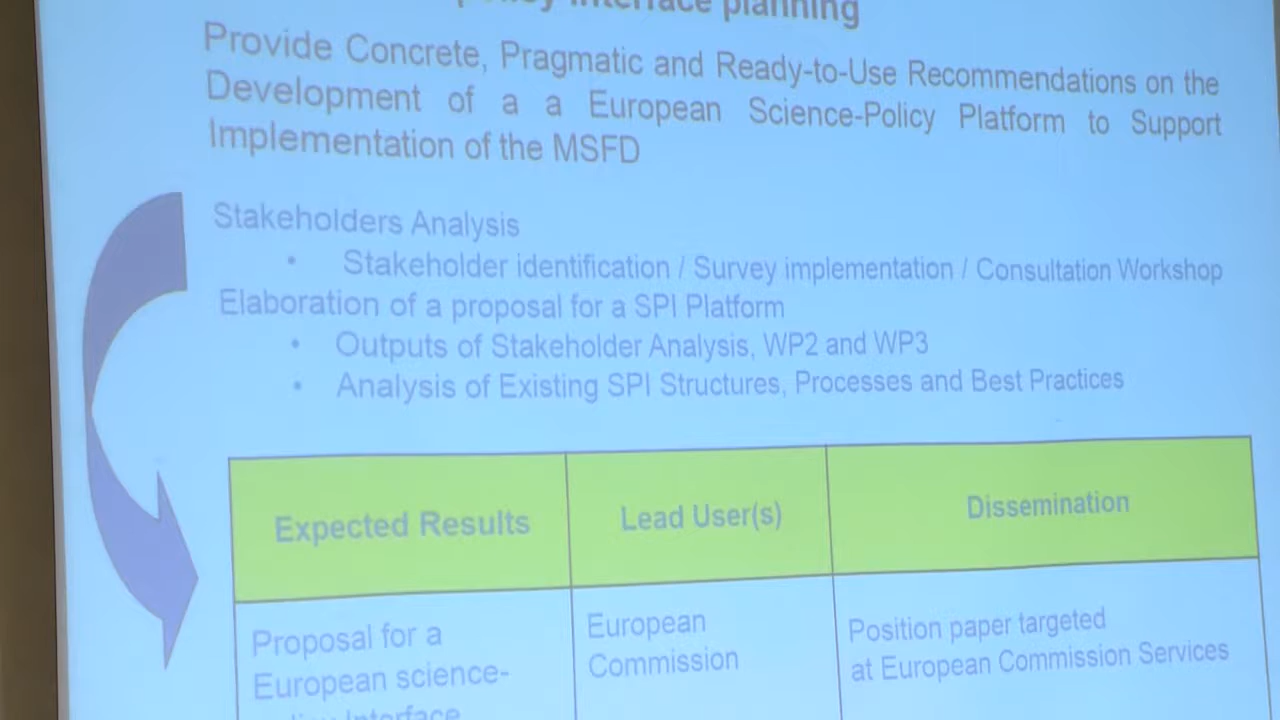 interface planning
Provide Concrete, Pragmatic and Ready-to-Use Recommendations on the
Development of a a European Science-Policy Platform to Support
Implementation of the MSFD
Stakeholders Analysis
• Stakeholder identification / Survey implementation / Consultation Workshop
Elaboration of a proposal for a SPI Platform
• Outputs of Stakeholder Analysis, WP2 and WP3
• Analysis of Existing SPI Structures, Processes and Best Practices
Expected Results
Lead User(s)
Dissemination
Proposal for a
European science-
Interface
European
Commission
Position paper targeted
at European Commission Services